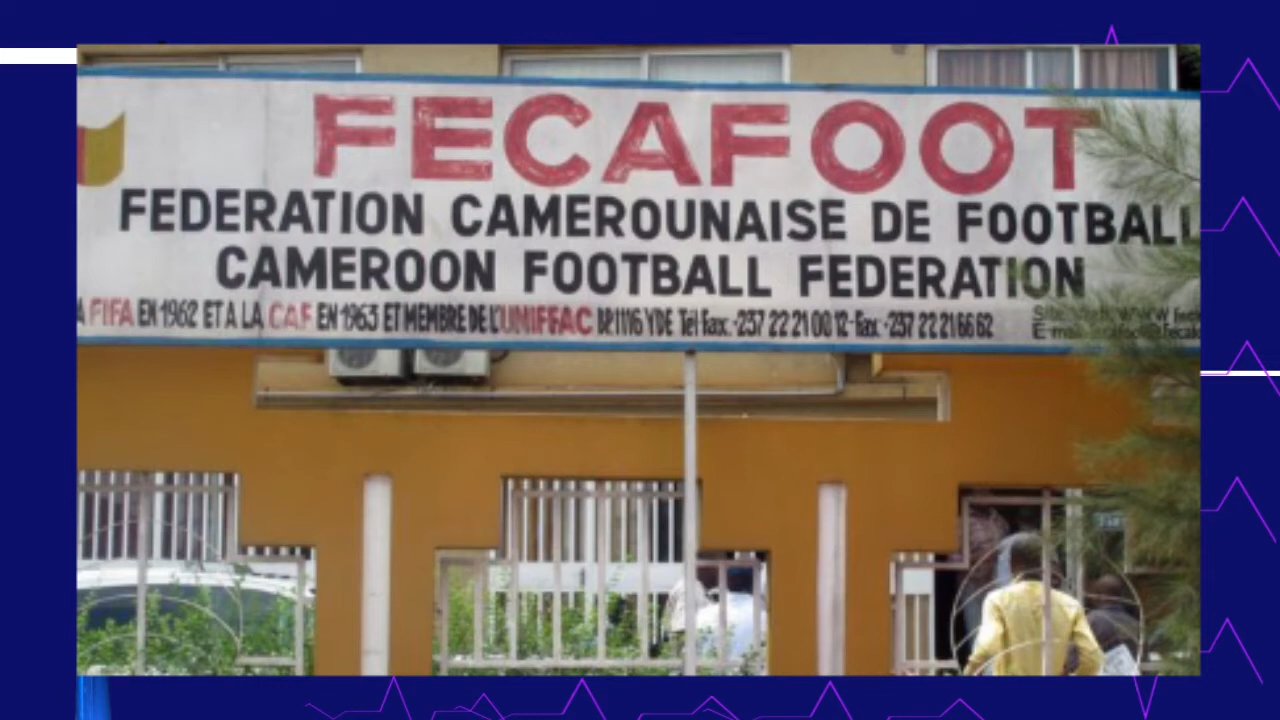 FECAFOOT
FEDERATION CAMEROUNAISE DE FOOTBALL
CAMEROON FOOTBALL FEDERATION
A FIFA EN 1962 ET A LA CAF EN 1963 ET MEMBRE DE L'UNIFFAC BP.1116 YDE Tél-Fax: -237 22 21 00 12 - Fax: -237 22 21 66 62